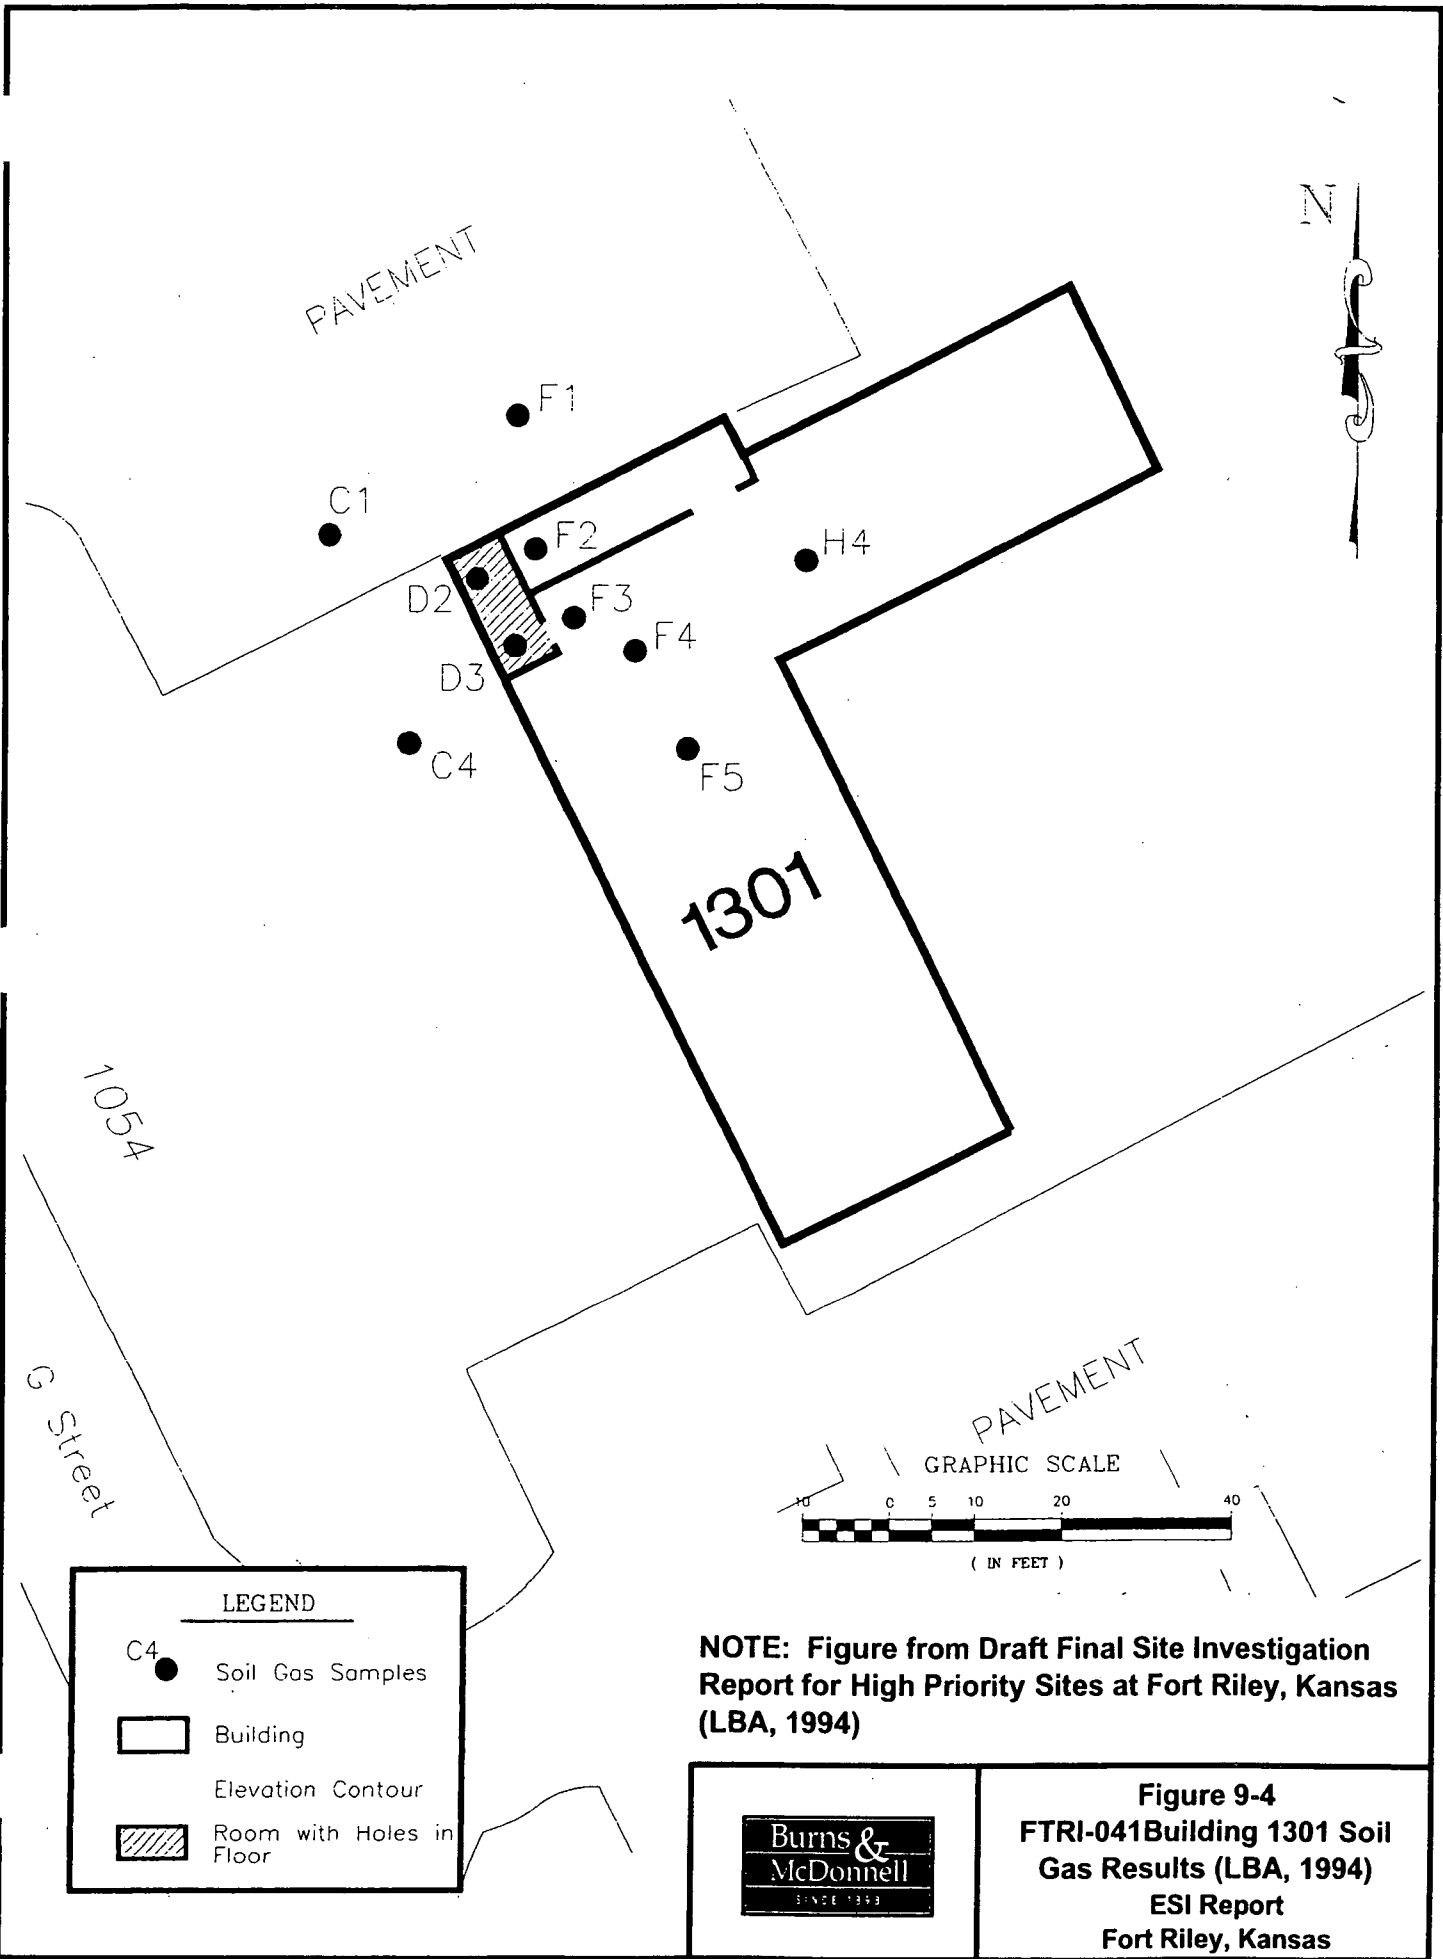 N
PAVEMENT
F1
C1
F2
H4
D2
F3
F4
D3
C4
F5
1301
1054
G Street
PAVEMENT
GRAPHIC SCALE
10 0 5 10 20 40
( IN FEET )
LEGEND
C4
Soil Gas Samples
Building
Elevation Contour
Room with Holes in
Floor
NOTE: Figure from Draft Final Site Investigation
Report for High Priority Sites at Fort Riley, Kansas
(LBA, 1994)
Burns &
McDonnell
SINCE 1898
Figure 9-4
FTRI-041Building 1301 Soil
Gas Results (LBA, 1994)
ESI Report
Fort Riley, Kansas